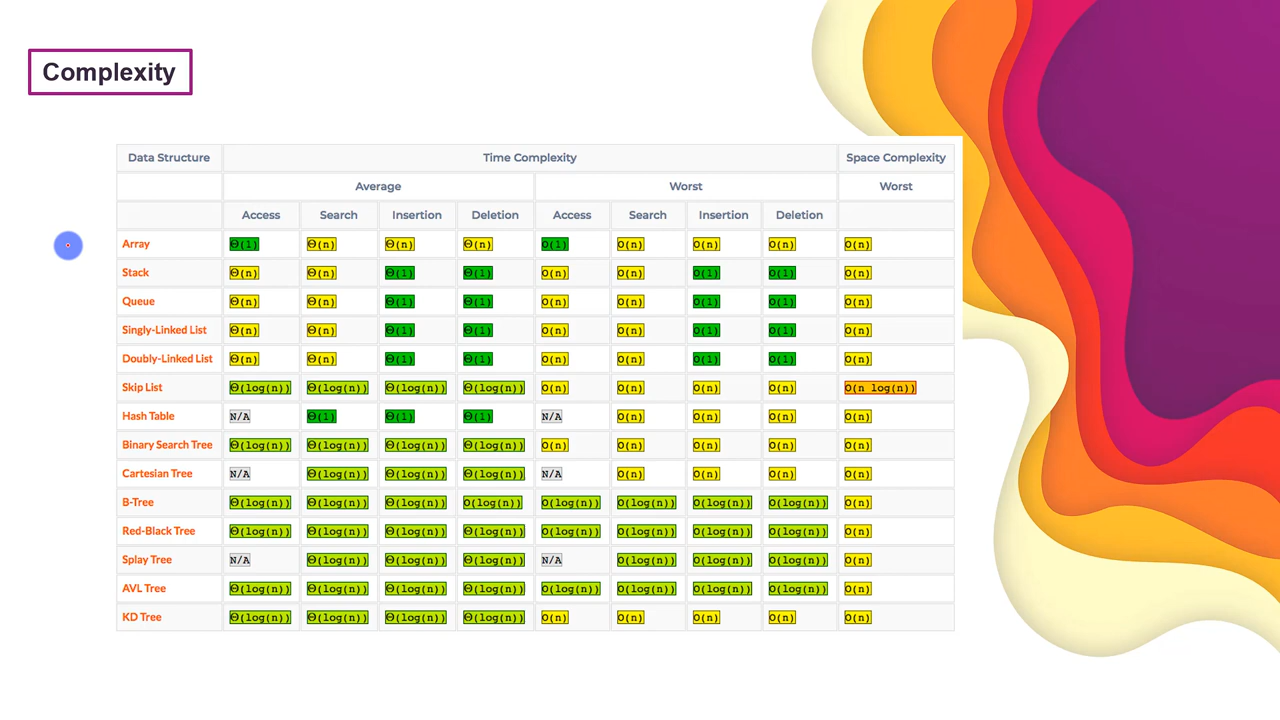 Complexity
Data Structure Time Complexity Space Complexity
Average Worst Worst
Access Search Insertion Deletion Access Search Insertion Deletion
Array Θ(1) Θ(n) Θ(n) Θ(n) O(1) O(n) O(n) O(n) O(n)
Stack Θ(n) Θ(n) Θ(1) Θ(1) O(n) O(n) O(1) O(1) O(n)
Queue Θ(n) Θ(n) Θ(1) Θ(1) O(n) O(n) O(1) O(1) O(n)
Singly-Linked List Θ(n) Θ(n) Θ(1) Θ(1) O(n) O(n) O(1) O(1) O(n)
Doubly-Linked List Θ(n) Θ(n) Θ(1) Θ(1) O(n) O(n) O(1) O(1) O(n)
Skip List Θ(log(n)) Θ(log(n)) Θ(log(n)) Θ(log(n)) O(n) O(n) O(n) O(n) O(n log(n))
Hash Table N/A Θ(1) Θ(1) Θ(1) N/A O(n) O(n) O(n) O(n)
Binary Search Tree Θ(log(n)) Θ(log(n)) Θ(log(n)) Θ(log(n)) O(n) O(n) O(n) O(n) O(n)
Cartesian Tree N/A Θ(log(n)) Θ(log(n)) Θ(log(n)) N/A O(n) O(n) O(n) O(n)
B-Tree Θ(log(n)) Θ(log(n)) Θ(log(n)) O(log(n)) O(log(n)) O(log(n)) O(log(n)) O(log(n)) O(n)
Red-Black Tree Θ(log(n)) Θ(log(n)) Θ(log(n)) Θ(log(n)) O(log(n)) O(log(n)) O(log(n)) O(log(n)) O(n)
Splay Tree N/A Θ(log(n)) Θ(log(n)) Θ(log(n)) N/A O(log(n)) O(log(n)) O(log(n)) O(n)
AVL Tree Θ(log(n)) Θ(log(n)) Θ(log(n)) Θ(log(n)) O(log(n)) O(log(n)) O(log(n)) O(log(n)) O(n)
KD Tree Θ(log(n)) Θ(log(n)) Θ(log(n)) Θ(log(n)) O(n) O(n) O(n) O(n) O(n)